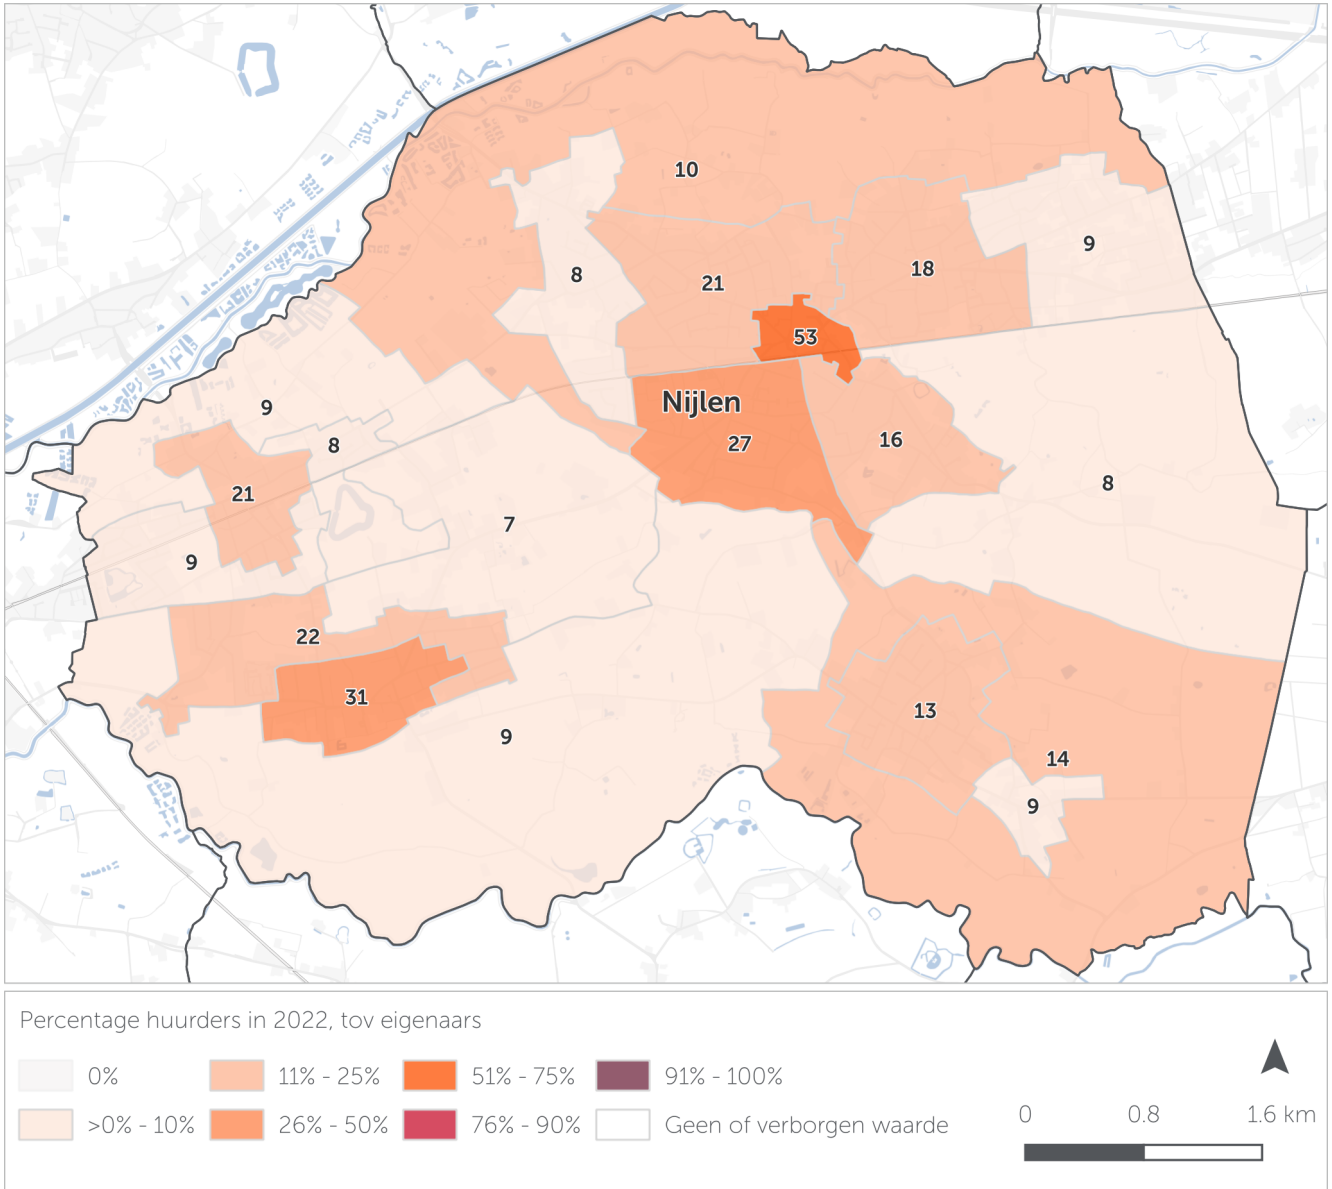 10
9
8
18
21
53
Nijlen
9
27
16
8
21
8
7
9
22
31
13
9
14
9
Percentage huurders in 2022, tov eigenaars
0%
11% - 25%
51% - 75%
91% - 100%
>0% - 10%
26% - 50%
76% - 90%
Geen of verborgen waarde
0 0.8 1.6 km